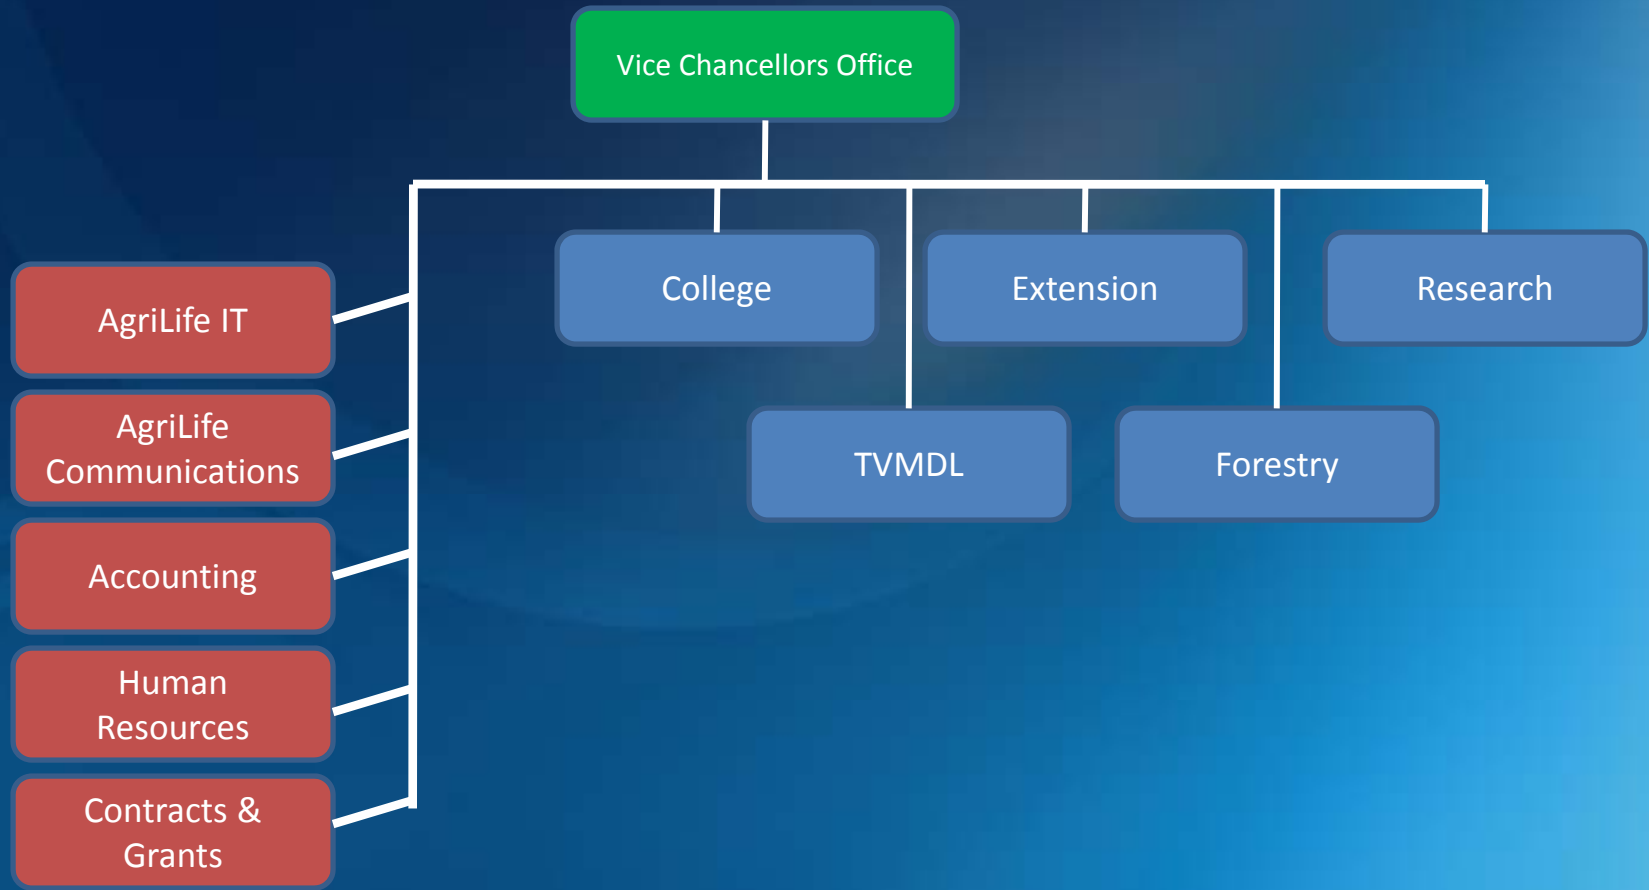 Vice Chancellors Office
College
Extension
Research
TVMDL
Forestry
AgriLife IT
AgriLife
Communications
Accounting
Human
Resources
Contracts &
Grants